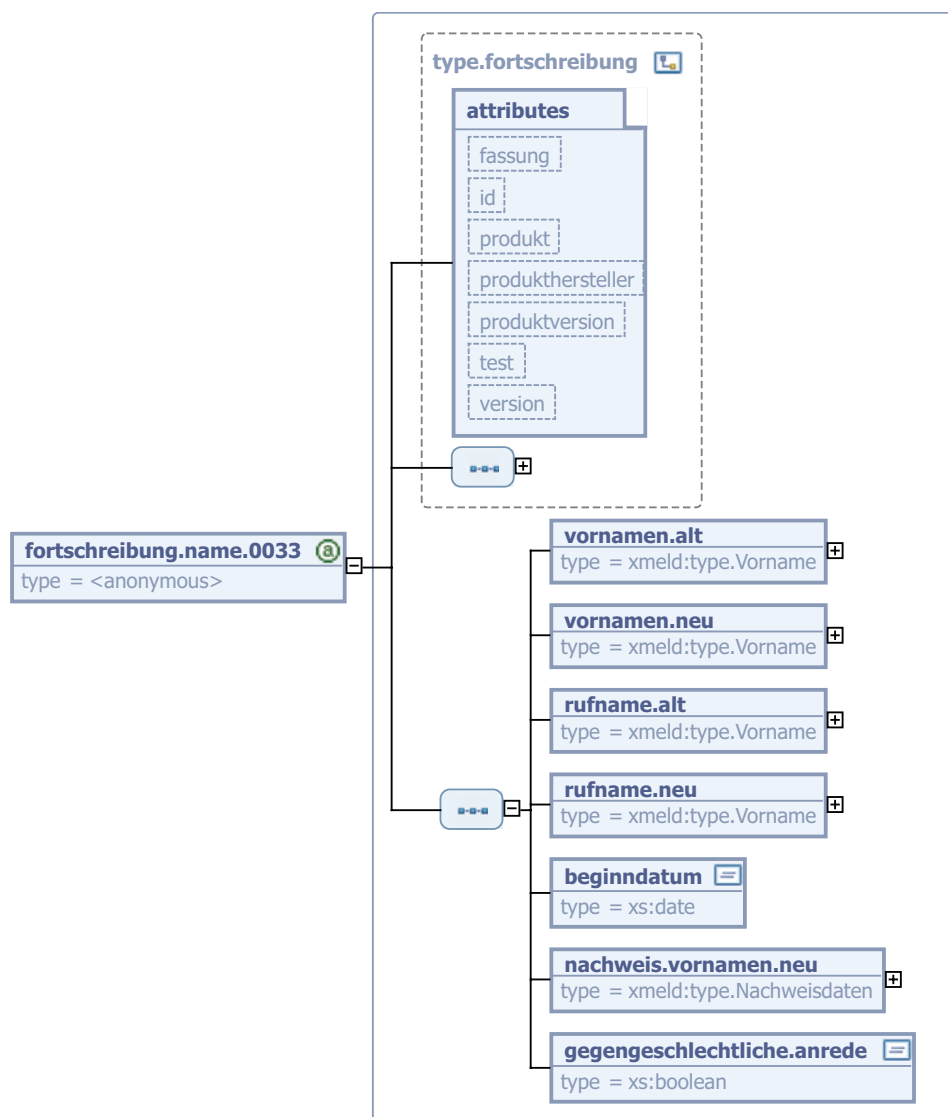 type.fortschreibung
attributes
fassung
id
produkt
produkthersteller
produktversion
test
version
fortschreibung.name.0033 @
type = <anonymous>
vornamen.alt
type = xmeld:type.Vorname
vornamen.neu
type = xmeld:type.Vorname
rufname.alt
type = xmeld:type.Vorname
rufname.neu
type = xmeld:type.Vorname
beginndatum
type = xs:date
nachweis.vornamen.neu
type = xmeld:type.Nachweisdaten
gegengeschlechtliche.anrede
type = xs:boolean